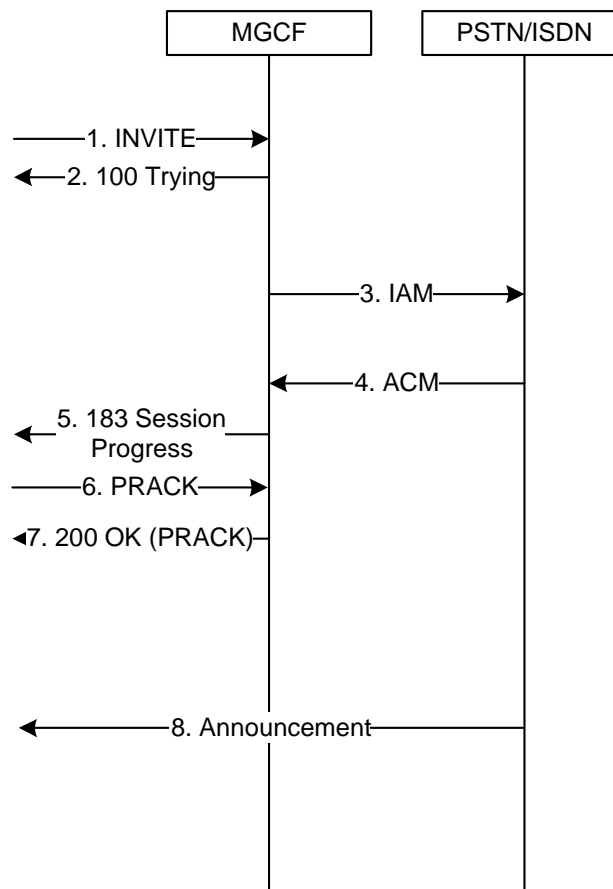 MGCF
PSTN/ISDN
1. INVITE
2. 100 Trying
3. IAM
4. ACM
5. 183 Session
Progress
6. PRACK
7. 200 OK (PRACK)
8. Announcement